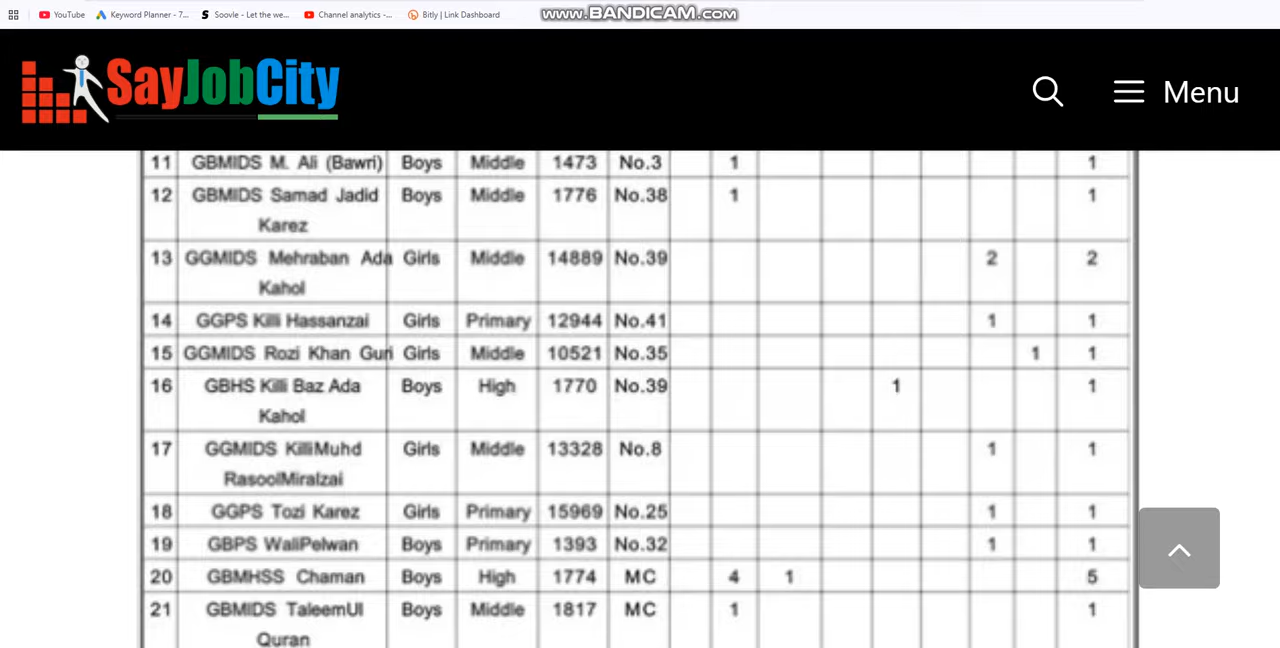 YouTube Keyword Planner - 7... Soovle - Let the we... Channel analytics -... Bitly | Link Dashboard
WWW.BANDICAM.COM
SayJobCity Menu
11 GBMIDS M. Ali (Bawri) Boys Middle 1473 No.3 1 1
12 GBMIDS Samad Jadid Boys Middle 1776 No.38 1 1
Karez
13 GGMIDS Mehraban Ada Girls Middle 14889 No.39 2 2
Kahol
14 GGPS Killi Hassanzai Girls Primary 12944 No.41 1 1
15 GGMIDS Rozi Khan Guri Girls Middle 10521 No.35 1 1
16 GBHS Killi Baz Ada Boys High 1770 No.39 1 1
Kahol
17 GGMIDS KilliMuhd Girls Middle 13328 No.8 1 1
RasoolMiralzai
18 GGPS Tozi Karez Girls Primary 15969 No.25 1 1
19 GBPS WaliPelwan Boys Primary 1393 No.32 1 1
20 GBMHSS Chaman Boys High 1774 MC 4 1 5
21 GBMIDS TaleemUl Boys Middle 1817 MC 1 1
Quran